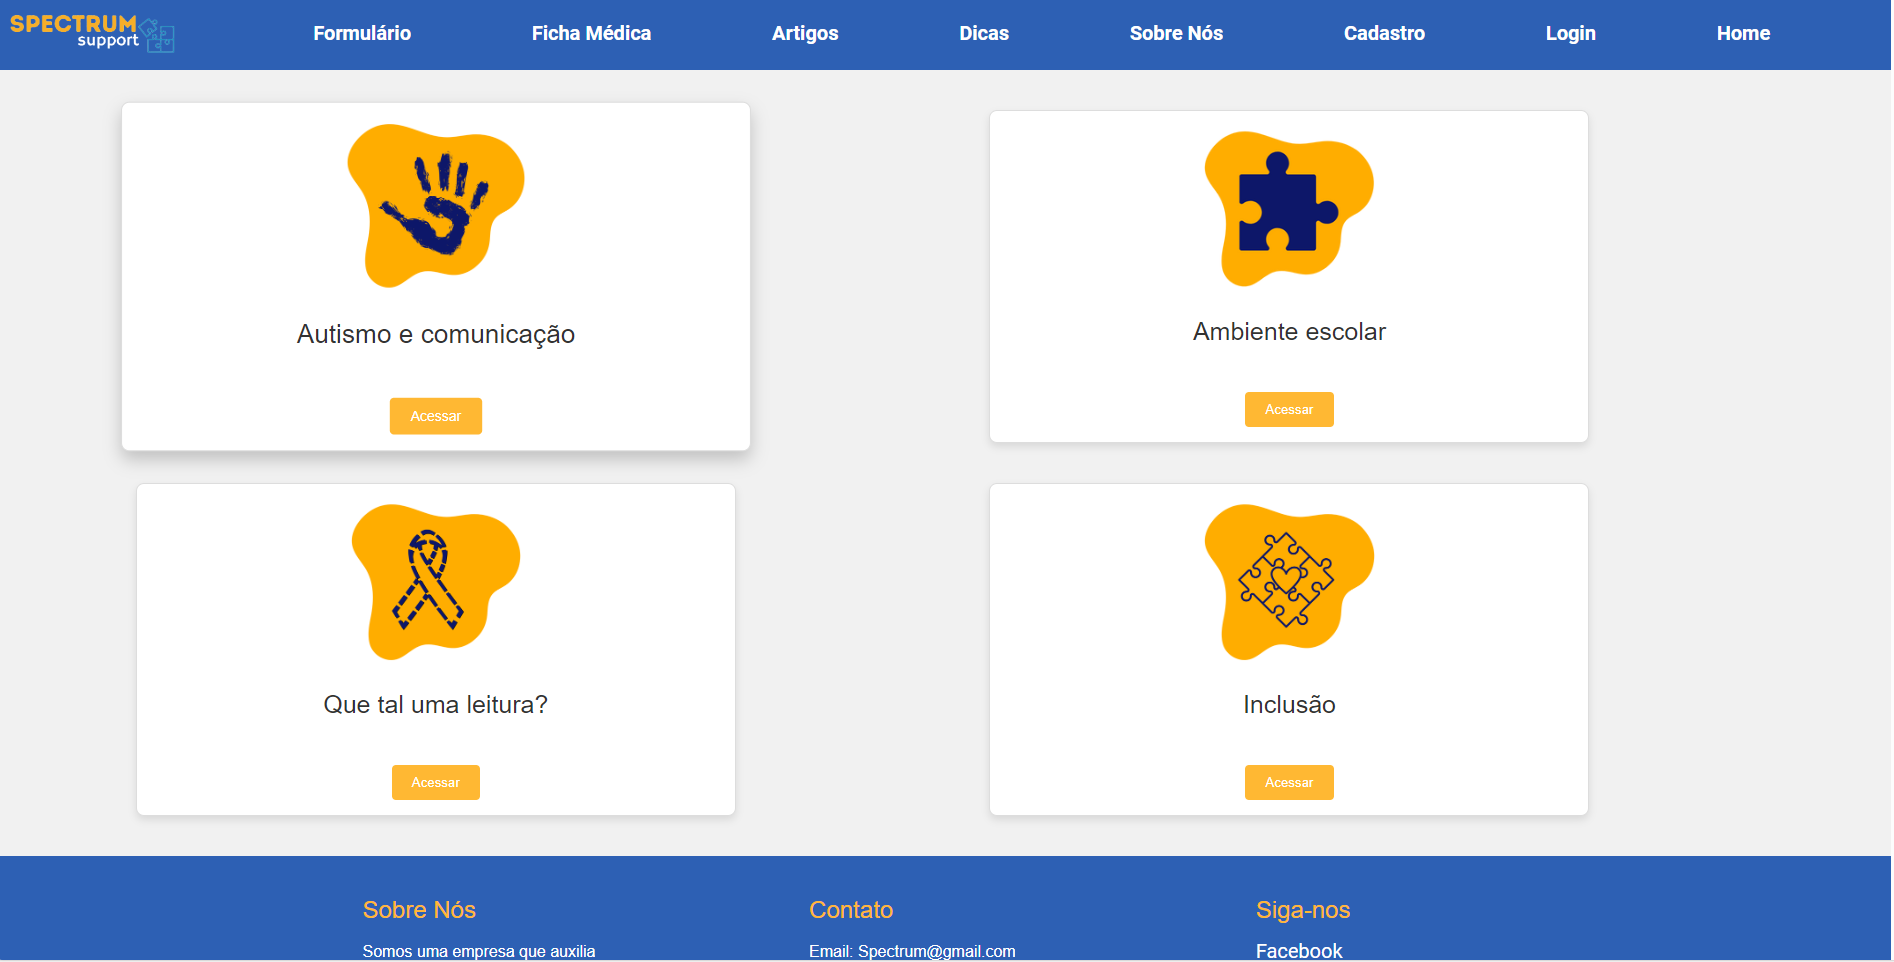 SPECTRUM
support
Formulário
Ficha Médica
Artigos
Dicas
Sobre Nós
Cadastro
Login
Home
Autismo e comunicação
Acessar
Ambiente escolar
Acessar
Que tal uma leitura?
Acessar
Inclusão
Acessar
Sobre Nós
Somos uma empresa que auxilia
Contato
Email: Spectrum@gmail.com
Siga-nos
Facebook